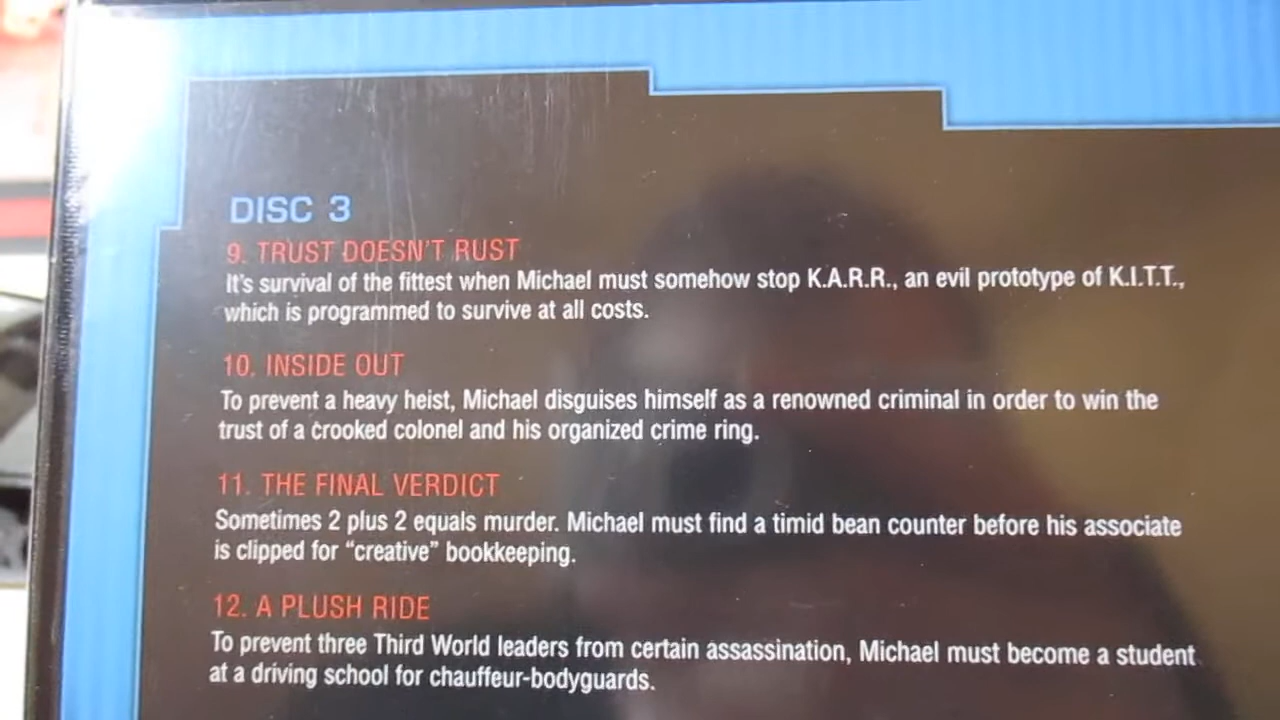 DISC 3
9. TRUST DOESN'T RUST
It's survival of the fittest when Michael must somehow stop K.A.R.R., an evil prototype of K.I.T.T.,
which is programmed to survive at all costs.
10. INSIDE OUT
To prevent a heavy heist, Michael disguises himself as a renowned criminal in order to win the
trust of a crooked colonel and his organized crime ring.
11. THE FINAL VERDICT
Sometimes 2 plus 2 equals murder. Michael must find a timid bean counter before his associate
is clipped for “creative” bookkeeping.
12. A PLUSH RIDE
To prevent three Third World leaders from certain assassination, Michael must become a student
at a driving school for chauffeur-bodyguards.